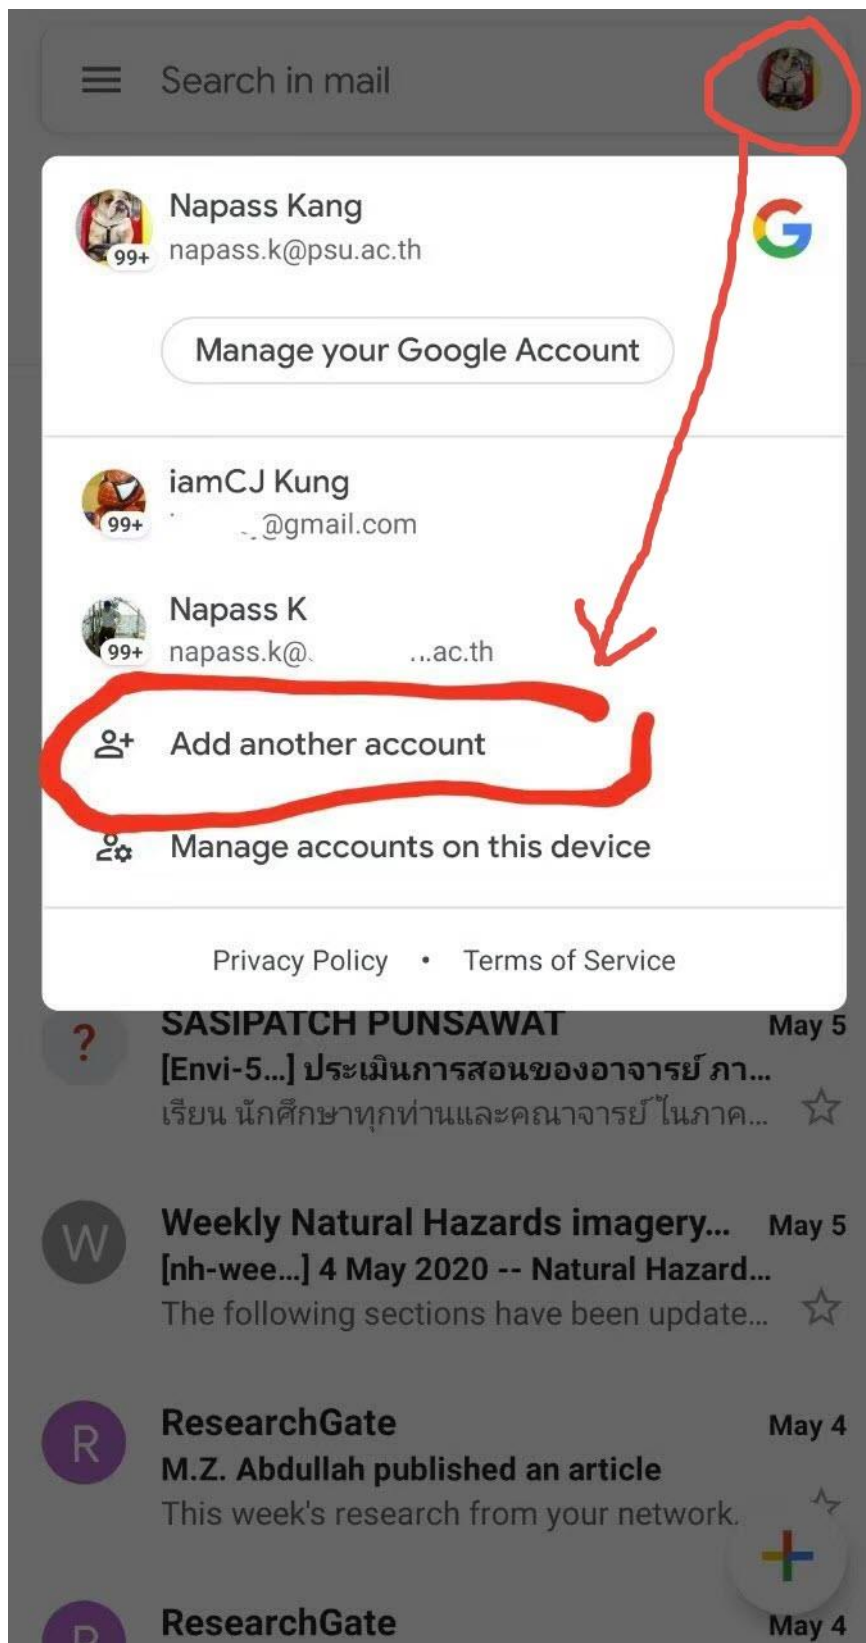 Search in mail
Napass Kang
99+
napass.k@psu.ac.th
Manage your Google Account
iamCJ Kung
99+
@gmail.com
Napass K
99+
napass.k@ ac.th
Add another account
Manage accounts on this device
Privacy Policy • Terms of Service
?
SASIPATCH PUNSAWAT May 5
[Envi-5...] ประเมินการสอนของอาจารย์ ภา...
เรียน นักศึกษาทุกท่านและคณาจารย์ ในภาค...
W
Weekly Natural Hazards imagery... May 5
[nh-wee...] 4 May 2020 -- Natural Hazard...
The following sections have been update...
R
ResearchGate May 4
M.Z. Abdullah published an article
This week's research from your network.
R
ResearchGate May 4